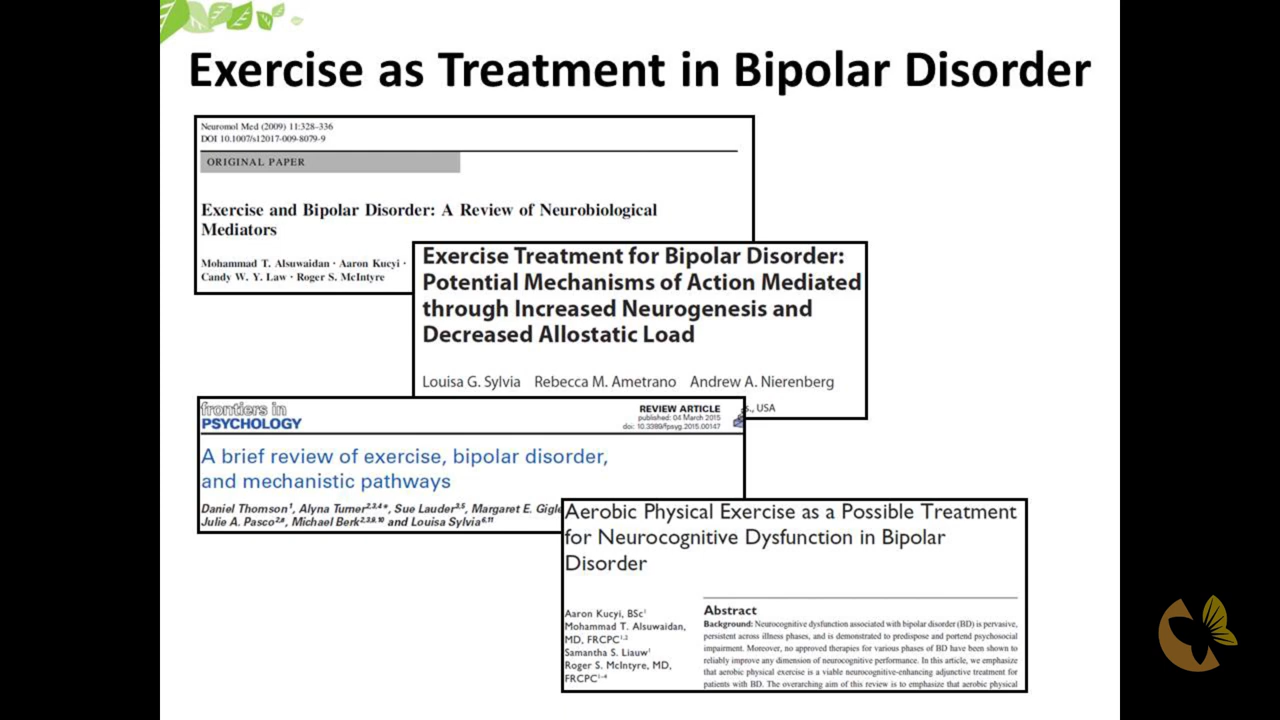 Exercise as Treatment in Bipolar Disorder
Neuromol Med (2009) 11:328–336
DOI 10.1007/s12017-009-8079-9
ORIGINAL PAPER
Exercise and Bipolar Disorder: A Review of Neurobiological
Mediators
Mohammad T. Alsuwaidan · Aaron Kucyi ·
Candy W. Y. Law · Roger S. McIntyre
Exercise Treatment for Bipolar Disorder:
Potential Mechanisms of Action Mediated
through Increased Neurogenesis and
Decreased Allostatic Load
Louisa G. Sylvia Rebecca M. Ametrano Andrew A. Nierenberg
s., USA
frontiers in
PSYCHOLOGY
REVIEW ARTICLE
published: 04 March 2015
doi: 10.3389/fpsyg.2015.00147
A brief review of exercise, bipolar disorder,
and mechanistic pathways
Daniel Thomson¹, Alyna Turner²,³,⁴*, Sue Lauder³,⁵, Margaret E. Gigle
Julie A. Pasco²,⁸, Michael Berk²,³,⁹,¹⁰ and Louisa Sylvia⁶,¹¹
Aerobic Physical Exercise as a Possible Treatment
for Neurocognitive Dysfunction in Bipolar
Disorder
Aaron Kucyi, BSc¹
Mohammad T. Alsuwaidan,
MD, FRCPC¹,²
Samantha S. Liauw¹
Roger S. McIntyre, MD,
FRCPC¹–⁴
Abstract
Background: Neurocognitive dysfunction associated with bipolar disorder (BD) is pervasive,
persistent across illness phases, and is demonstrated to predispose and portend psychosocial
impairment. Moreover, no approved therapies for various phases of BD have been shown to
reliably improve any dimension of neurocognitive performance. In this article, we emphasize
that aerobic physical exercise is a viable neurocognitive-enhancing adjunctive treatment for
patients with BD. The overarching aim of this review is to emphasize that aerobic physical